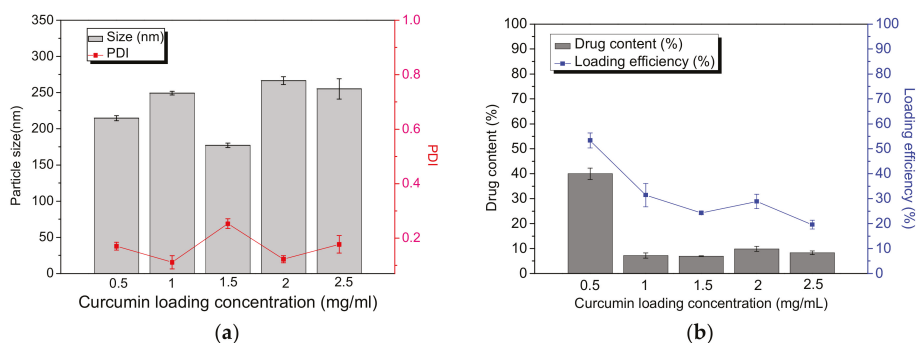 350
300
250
200
150
100
50
0
Particle size(nm)
Size (nm)
PDI
1.0
0.8
0.6
0.4
0.2
PDI
0.5 1 1.5 2 2.5
Curcumin loading concentration (mg/ml)
(a)
100
90
80
70
60
50
40
30
20
10
0
Drug content (%)
Drug content (%)
Loading efficiency (%)
100
90
80
70
60
50
40
30
20
10
0
Loading efficiency (%)
0.5 1 1.5 2 2.5
Curcumin loading concentration (mg/mL)
(b)